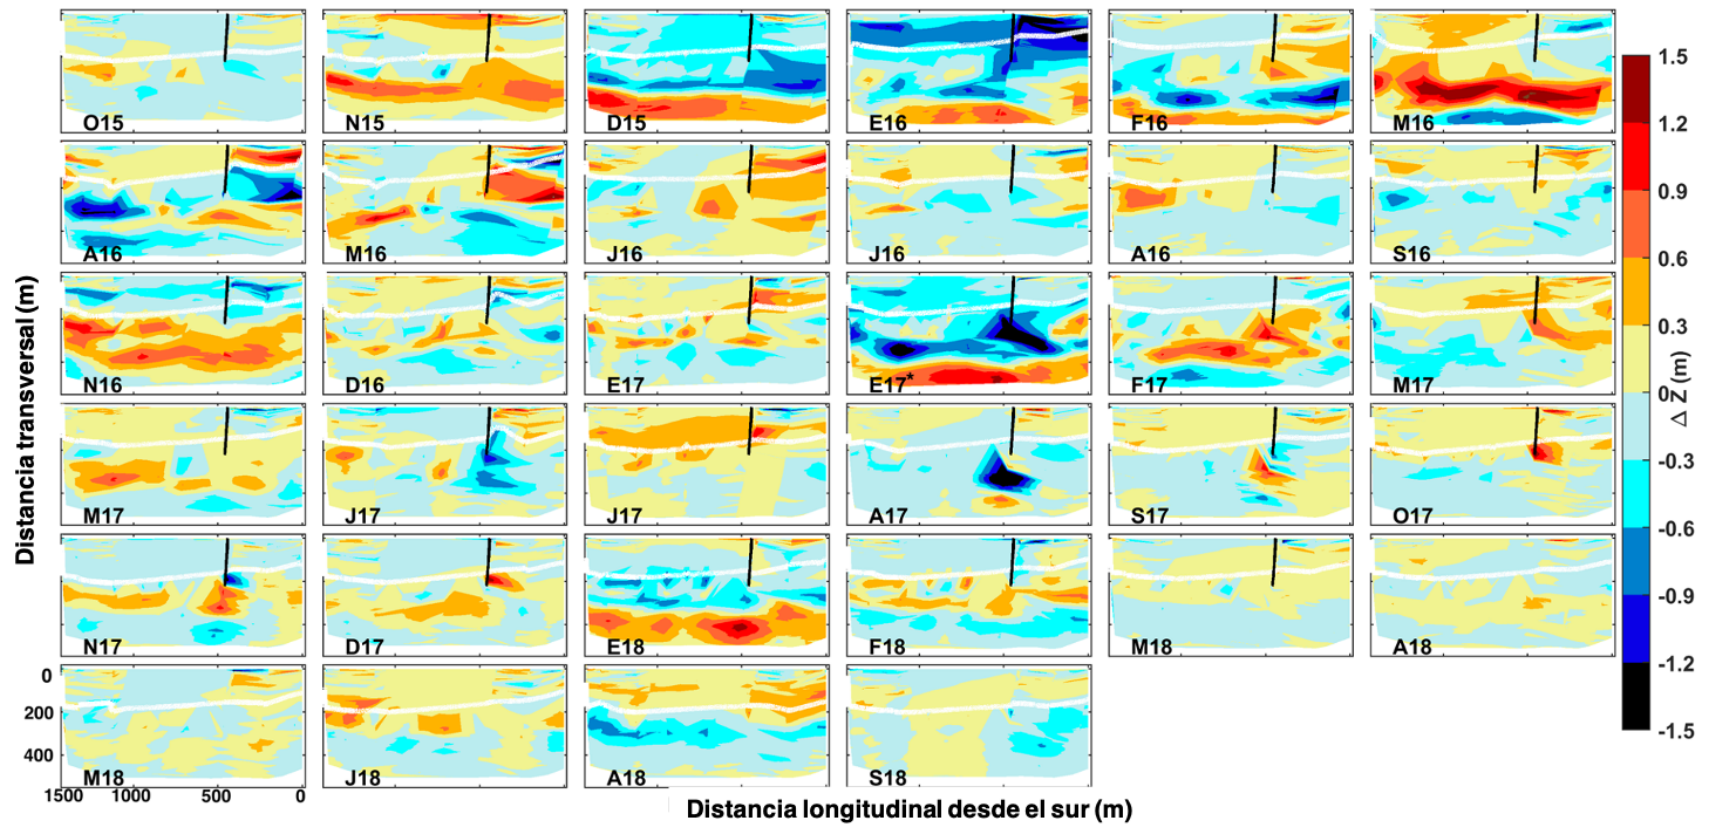 O15 N15 D15 E16 F16 M16
A16 M16 J16 J16 A16 S16
N16 D16 E17 E17* F17 M17
M17 J17 J17 A17 S17 O17
N17 D17 E18 F18 M18 A18
M18 J18 A18 S18
Distancia transversal (m)
0
200
400
1500 1000 500 0
Distancia longitudinal desde el sur (m)
1.5
1.2
0.9
0.6
0.3
0
-0.3
-0.6
-0.9
-1.2
-1.5
△ Z (m)